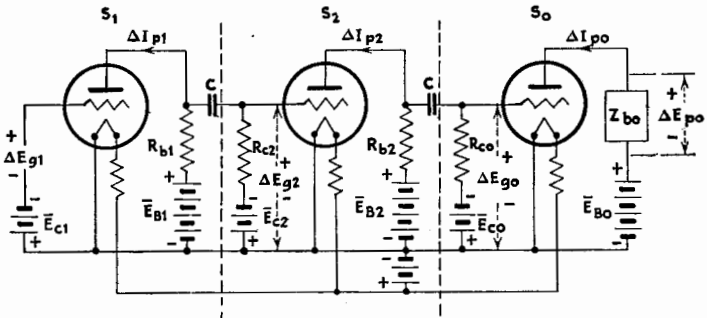 S1 S2 So
ΔIp1 ΔIp2 ΔIpo
C C
+ ΔEg1 -
Rb1 Rc2 + ΔEg2 - Rb2 Rco + ΔEgo - Zbo + ΔEpo -
- ĒC1 +
+ ĒB1 -
- Ēc2 +
+ ĒB2 -
- Ēco +
+ ĒBo -
- +